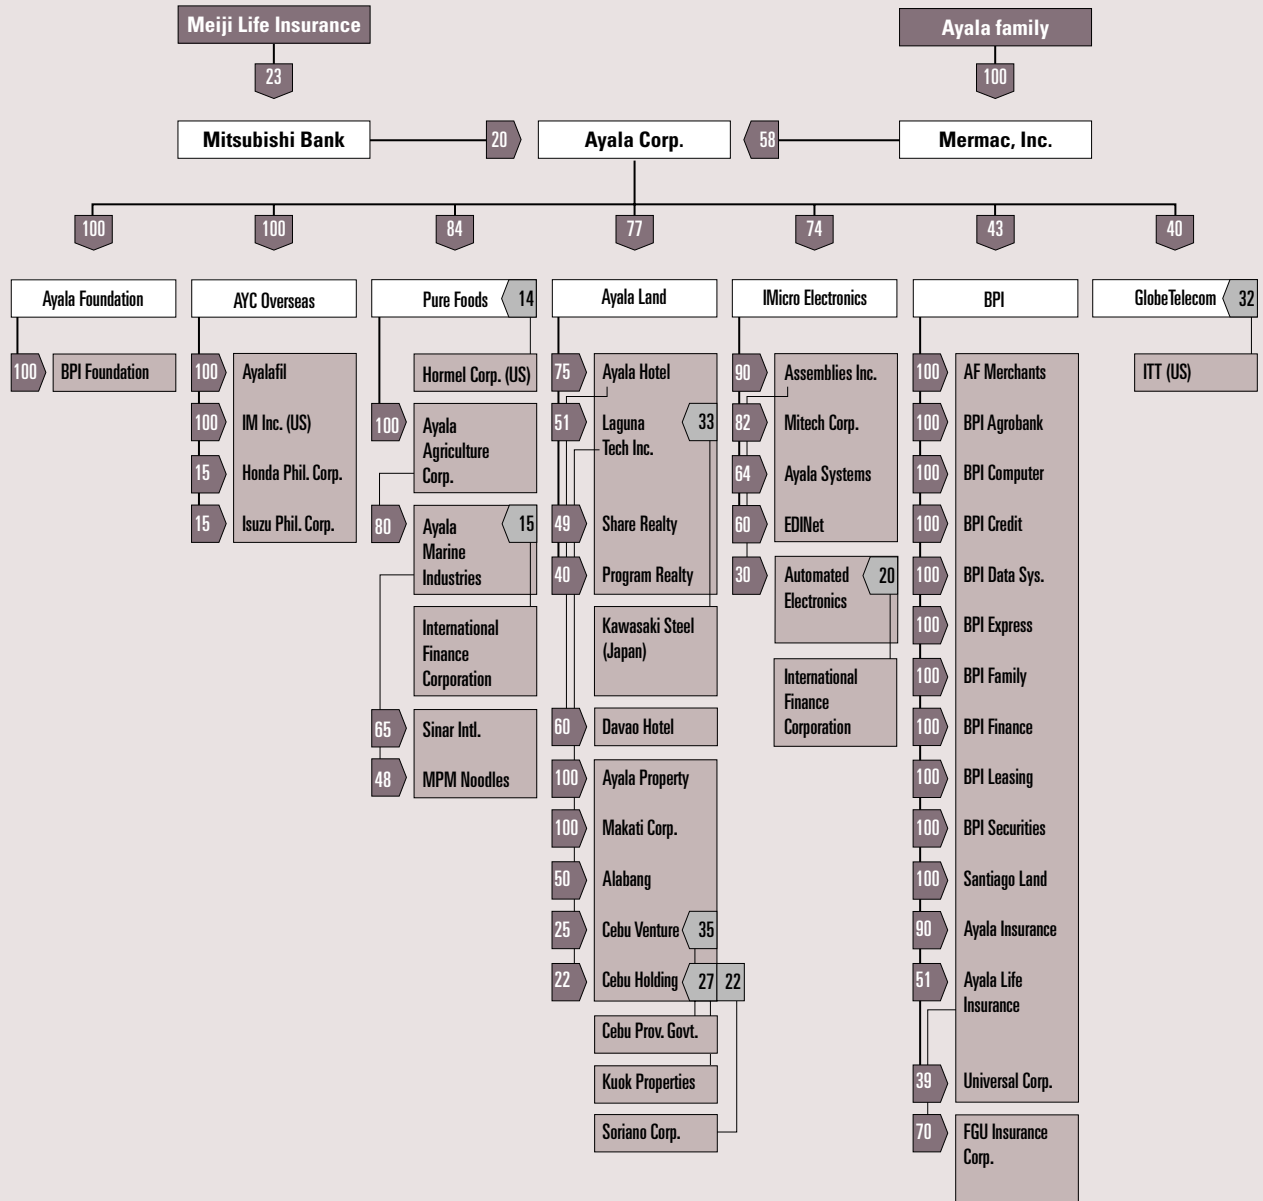 Meiji Life Insurance
Ayala family
23
100
Mitsubishi Bank
20
Ayala Corp.
58
Mermac, Inc.
100
100
84
77
74
43
40
Ayala Foundation
100
BPI Foundation
AYC Overseas
100
Ayalafil
100
IM Inc. (US)
15
Honda Phil. Corp.
15
Isuzu Phil. Corp.
Pure Foods
14
Hormel Corp. (US)
100
Ayala
Agriculture
Corp.
80
Ayala
Marine
Industries
15
International
Finance
Corporation
65
Sinar Intl.
48
MPM Noodles
Ayala Land
75
Ayala Hotel
51
Laguna
Tech Inc.
33
49
Share Realty
40
Program Realty
Kawasaki Steel
(Japan)
60
Davao Hotel
100
Ayala Property
100
Makati Corp.
50
Alabang
25
Cebu Venture
35
22
Cebu Holding
27
22
Cebu Prov. Govt.
Kuok Properties
Soriano Corp.
IMicro Electronics
90
Assemblies Inc.
82
Mitech Corp.
64
Ayala Systems
60
EDINet
30
Automated
Electronics
20
International
Finance
Corporation
BPI
100
AF Merchants
100
BPI Agrobank
100
BPI Computer
100
BPI Credit
100
BPI Data Sys.
100
BPI Express
100
BPI Family
100
BPI Finance
100
BPI Leasing
100
BPI Securities
100
Santiago Land
90
Ayala Insurance
51
Ayala Life
Insurance
39
Universal Corp.
70
FGU Insurance
Corp.
GlobeTelecom
32
ITT (US)